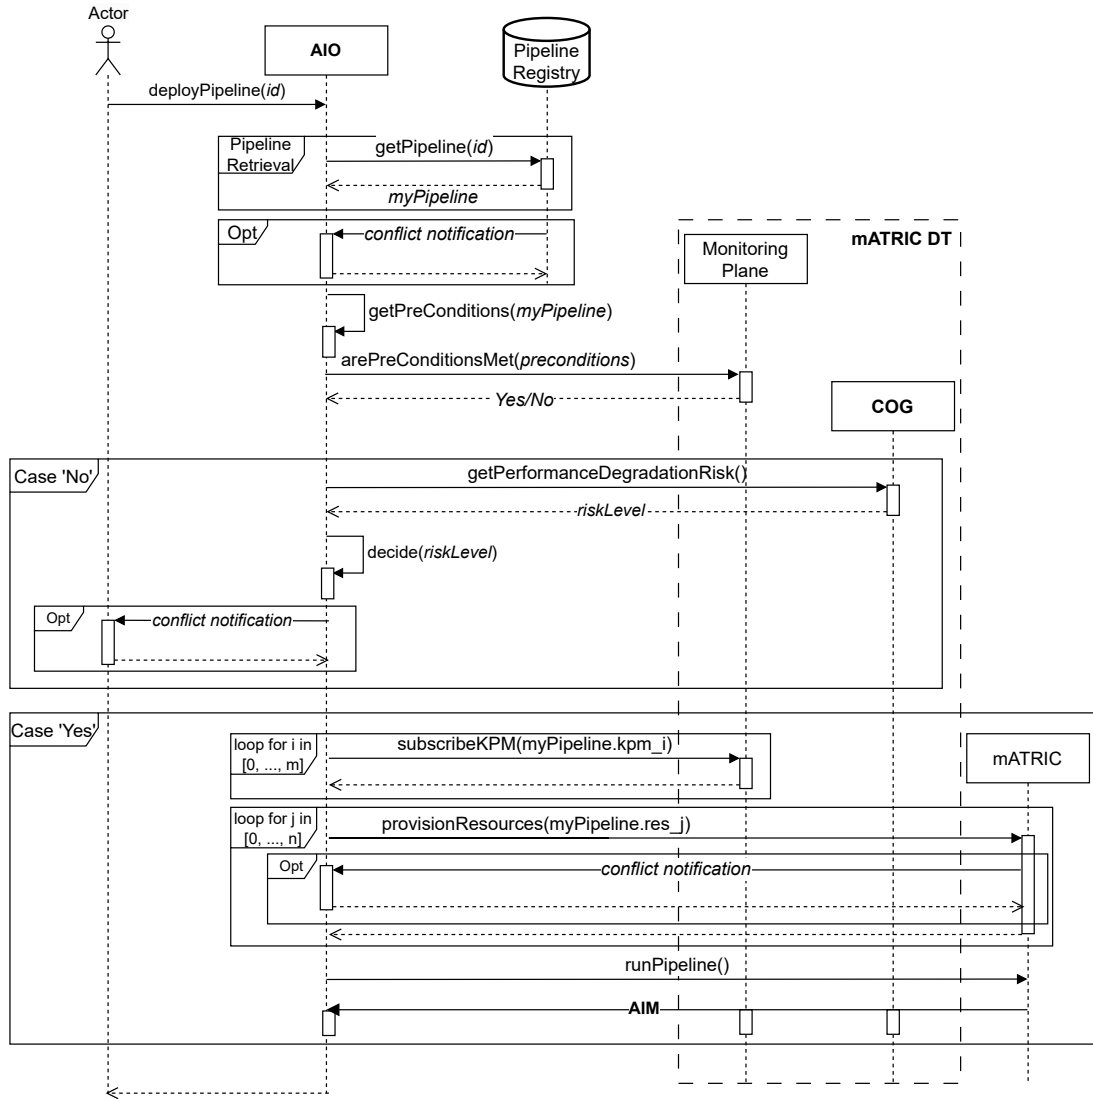 Actor
AIO
Pipeline
Registry
deployPipeline(id)
Pipeline
Retrieval
getPipeline(id)
myPipeline
Opt
conflict notification
mATRIC DT
Monitoring
Plane
getPreConditions(myPipeline)
arePreConditionsMet(preconditions)
Yes/No
COG
Case 'No'
getPerformanceDegradationRisk()
riskLevel
decide(riskLevel)
Opt
conflict notification
Case 'Yes'
loop for i in
[0, ..., m]
subscribeKPM(myPipeline.kpm_i)
mATRIC
loop for j in
[0, ..., n]
provisionResources(myPipeline.res_j)
Opt
conflict notification
runPipeline()
AIM